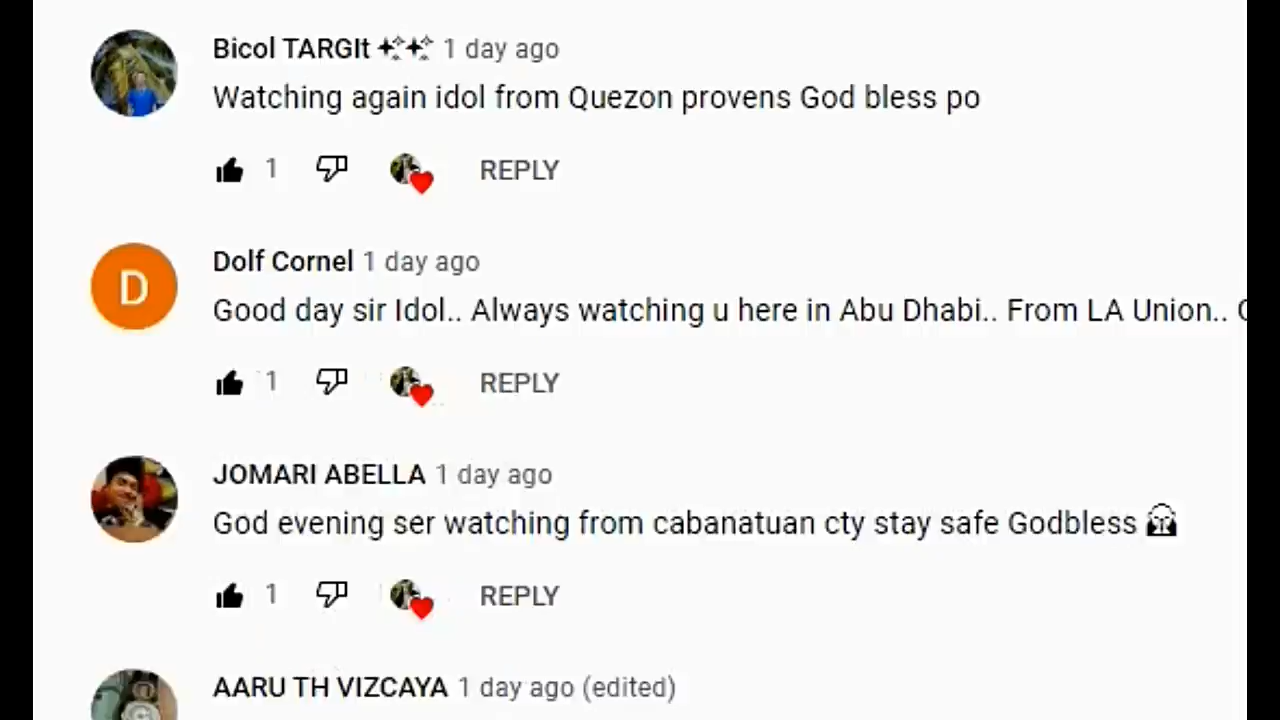 Bicol TARGIt ✨✨ 1 day ago
Watching again idol from Quezon provens God bless po
1 REPLY
D
Dolf Cornel 1 day ago
Good day sir Idol.. Always watching u here in Abu Dhabi.. From LA Union..
1 REPLY
JOMARI ABELLA 1 day ago
God evening ser watching from cabanatuan cty stay safe Godbless
1 REPLY
AARU TH VIZCAYA 1 day ago (edited)